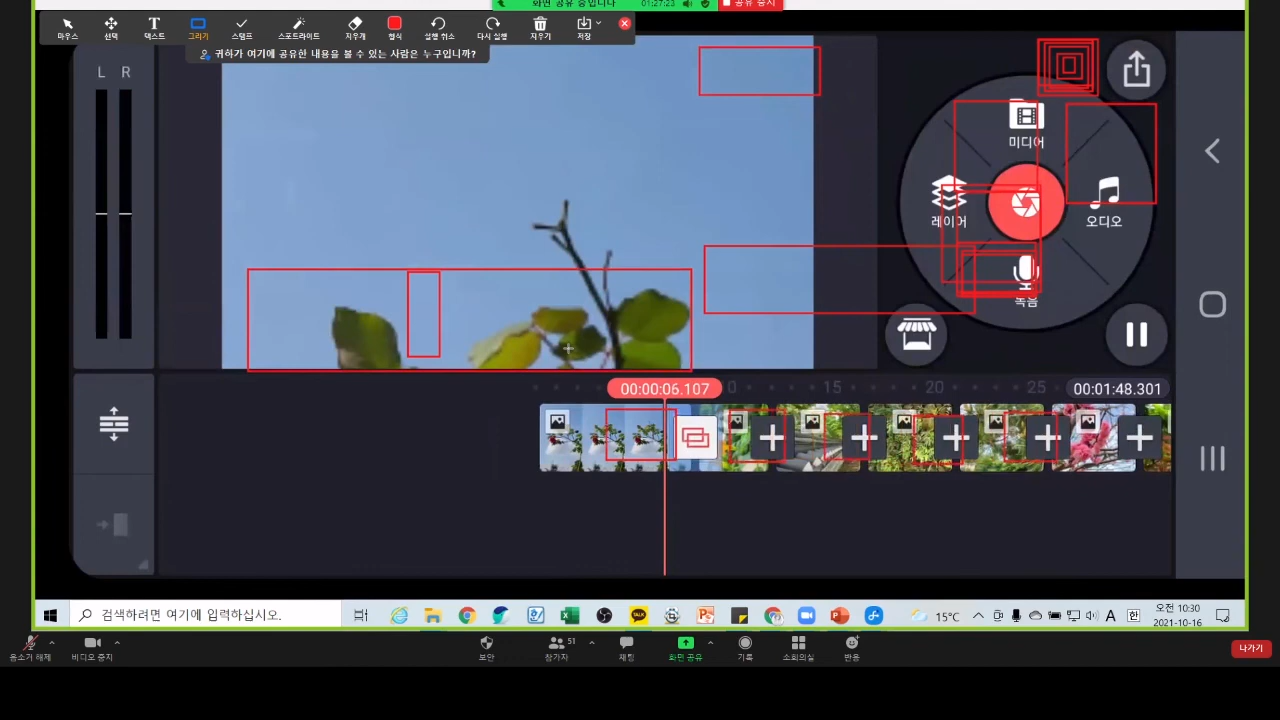 화면 공유 중입니다
01:27:23
공유 중지
마우스
선택
텍스트
그리기
스탬프
스포트라이트
지우개
형식
실행 취소
다시 실행
지우기
저장
귀하가 여기에 공유한 내용을 볼 수 있는 사람은 누구입니까?
L R
미디어
레이어
오디오
녹음
00:00:06.107
15
20
25
00:01:48.301
검색하려면 여기에 입력하십시오.
TALK
15°C
A
한
오전 10:30
2021-10-16
음소거 해제
비디오 중지
보안
참가자
51
채팅
화면 공유
기록
소회의실
반응
나가기